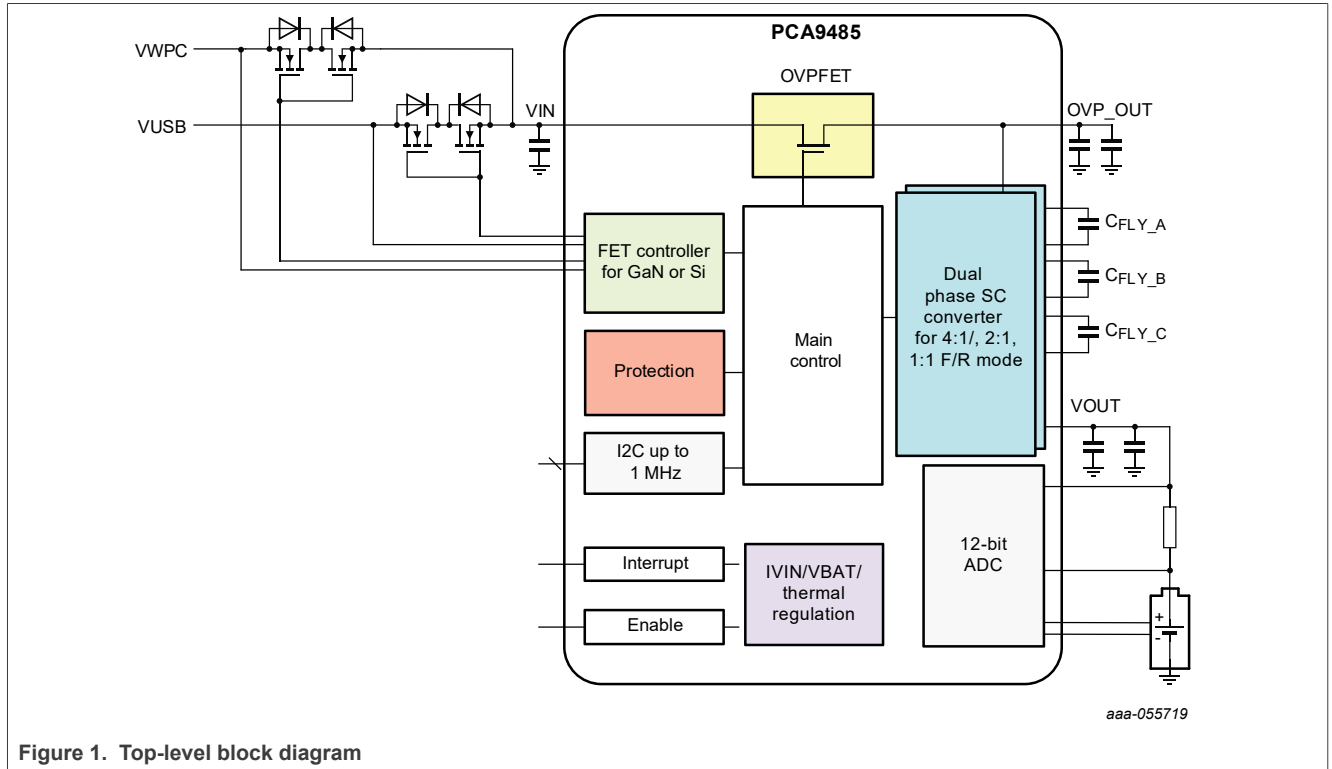 PCA9485
VWPC
OVPFET
VUSB
VIN
OVP_OUT
FET controller
for GaN or Si
Main
control
Dual
phase SC
converter
for 4:1/, 2:1,
1:1 F/R mode
CFLY_A
CFLY_B
CFLY_C
Protection
VOUT
I2C up to
1 MHz
12-bit
ADC
Interrupt
IVIN/VBAT/
thermal
regulation
Enable
+
-
aaa-055719
Figure 1. Top-level block diagram